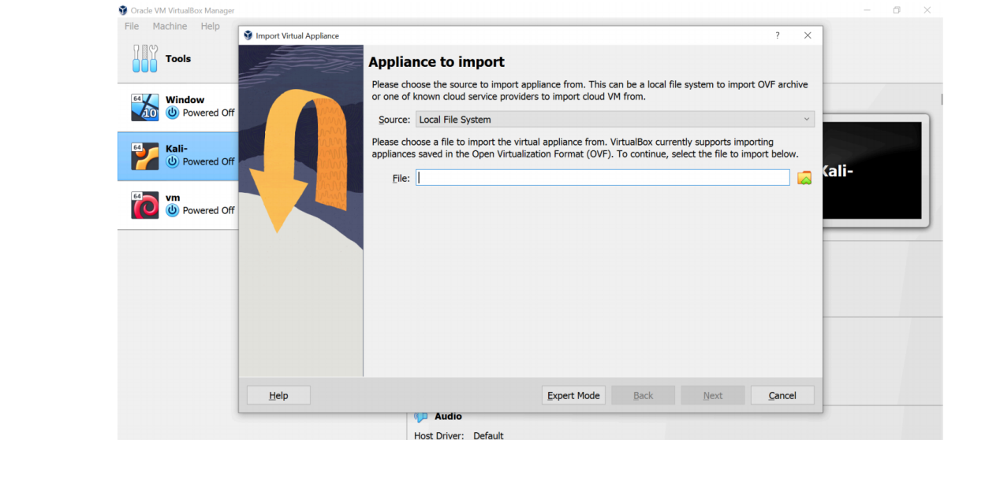 Oracle VM VirtualBox Manager
File Machine Help
Tools
64
10
Window
Powered Off
64
Kali-
Powered Off
64
vm
Powered Off
Import Virtual Appliance
?
Appliance to import
Please choose the source to import appliance from. This can be a local file system to import OVF archive
or one of known cloud service providers to import cloud VM from.
Source: Local File System
Please choose a file to import the virtual appliance from. VirtualBox currently supports importing
appliances saved in the Open Virtualization Format (OVF). To continue, select the file to import below.
File:
Help
Expert Mode
Back
Next
Cancel
Kali-
Audio
Host Driver: Default